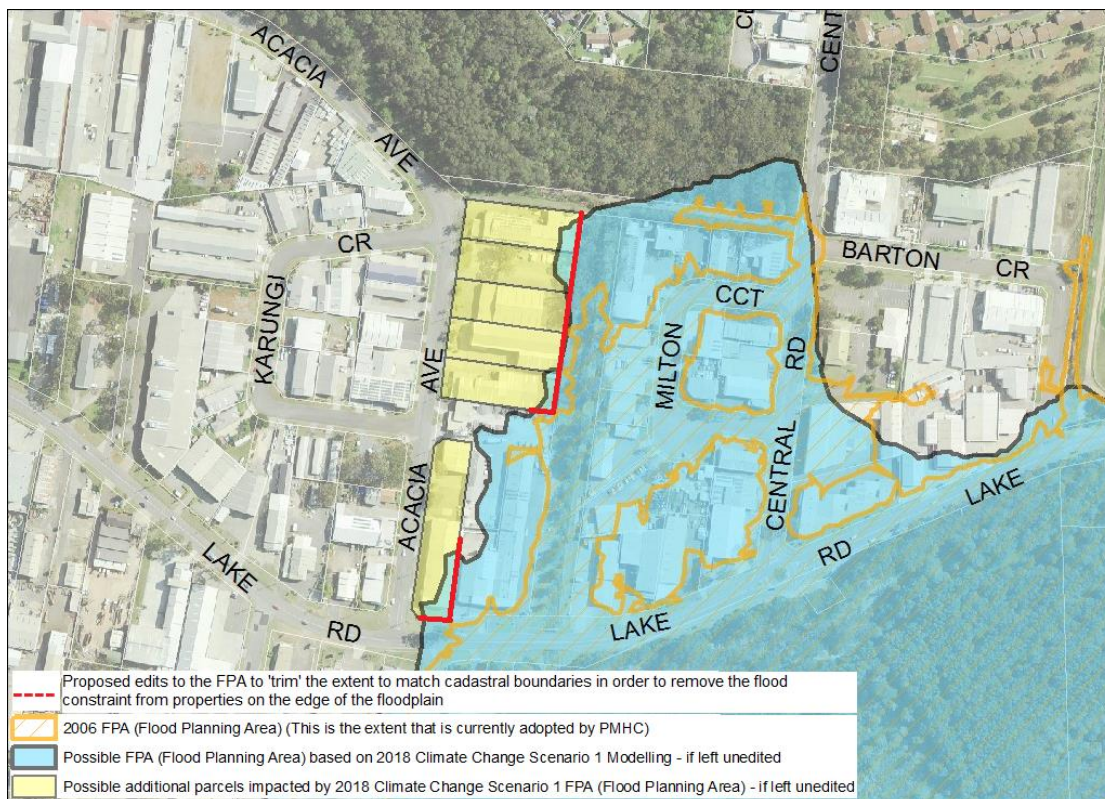 ACACIA
AVE
CENT
KARUNGI
CR
AVE
BARTON
CR
CCT
MILTON
RD
CENTRAL
ACACIA
LAKE
RD
LAKE
RD
LAKE
Proposed edits to the FPA to 'trim' the extent to match cadastral boundaries in order to remove the flood
constraint from properties on the edge of the floodplain
2006 FPA (Flood Planning Area) (This is the extent that is currently adopted by PMHC)
Possible FPA (Flood Planning Area) based on 2018 Climate Change Scenario 1 Modelling - if left unedited
Possible additional parcels impacted by 2018 Climate Change Scenario 1 FPA (Flood Planning Area) - if left unedited